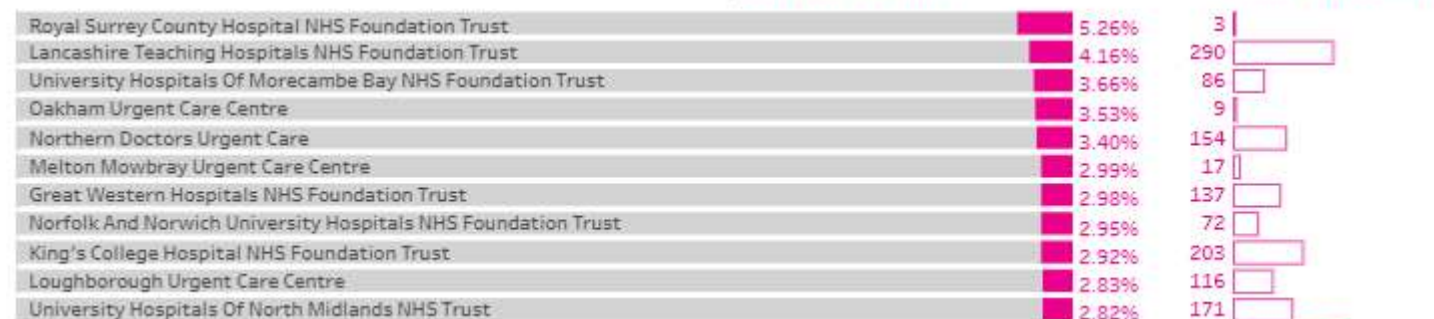 Royal Surrey County Hospital NHS Foundation Trust 5.26% 3
Lancashire Teaching Hospitals NHS Foundation Trust 4.16% 290
University Hospitals Of Morecambe Bay NHS Foundation Trust 3.66% 86
Oakham Urgent Care Centre 3.53% 9
Northern Doctors Urgent Care 3.40% 154
Melton Mowbray Urgent Care Centre 2.99% 17
Great Western Hospitals NHS Foundation Trust 2.98% 137
Norfolk And Norwich University Hospitals NHS Foundation Trust 2.95% 72
King's College Hospital NHS Foundation Trust 2.92% 203
Loughborough Urgent Care Centre 2.83% 116
University Hospitals Of North Midlands NHS Trust 2.82% 171